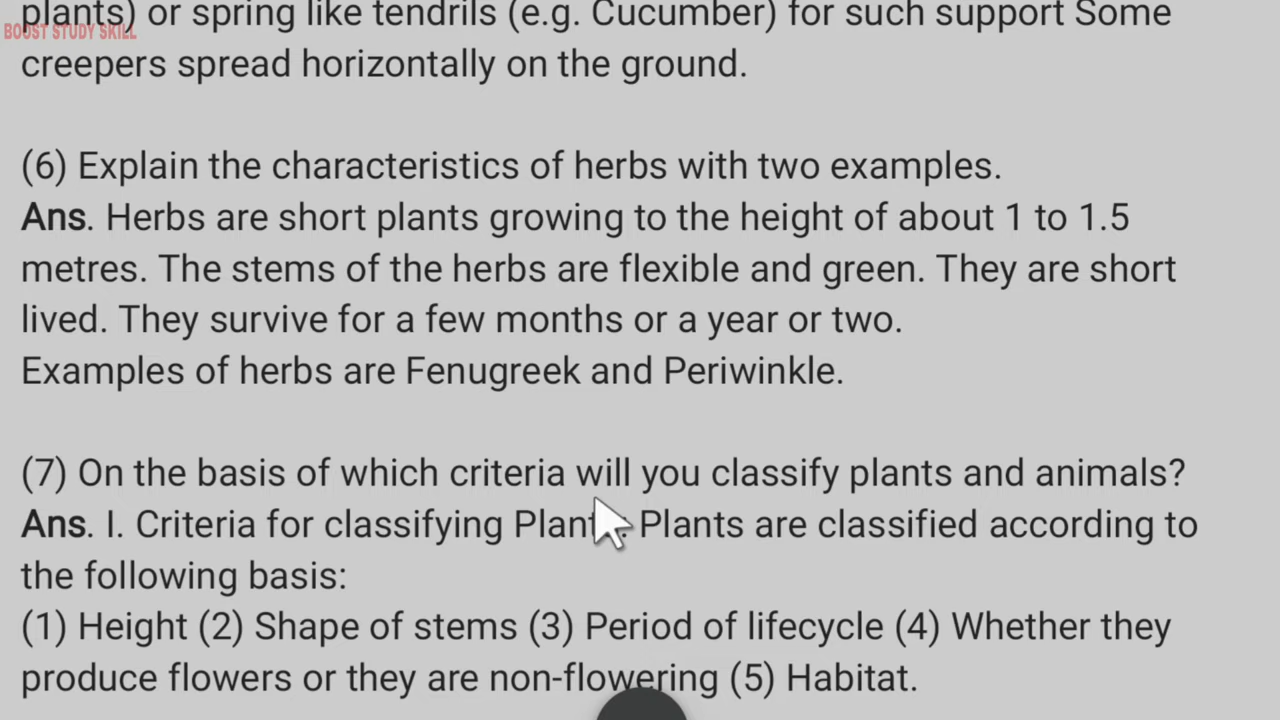 plants) or spring like tendrils (e.g. Cucumber) for such support Some
BOOST STUDY SKILL
creepers spread horizontally on the ground.
(6) Explain the characteristics of herbs with two examples.
Ans. Herbs are short plants growing to the height of about 1 to 1.5
metres. The stems of the herbs are flexible and green. They are short
lived. They survive for a few months or a year or two.
Examples of herbs are Fenugreek and Periwinkle.
(7) On the basis of which criteria will you classify plants and animals?
Ans. I. Criteria for classifying Plants: Plants are classified according to
the following basis:
(1) Height (2) Shape of stems (3) Period of lifecycle (4) Whether they
produce flowers or they are non-flowering (5) Habitat.